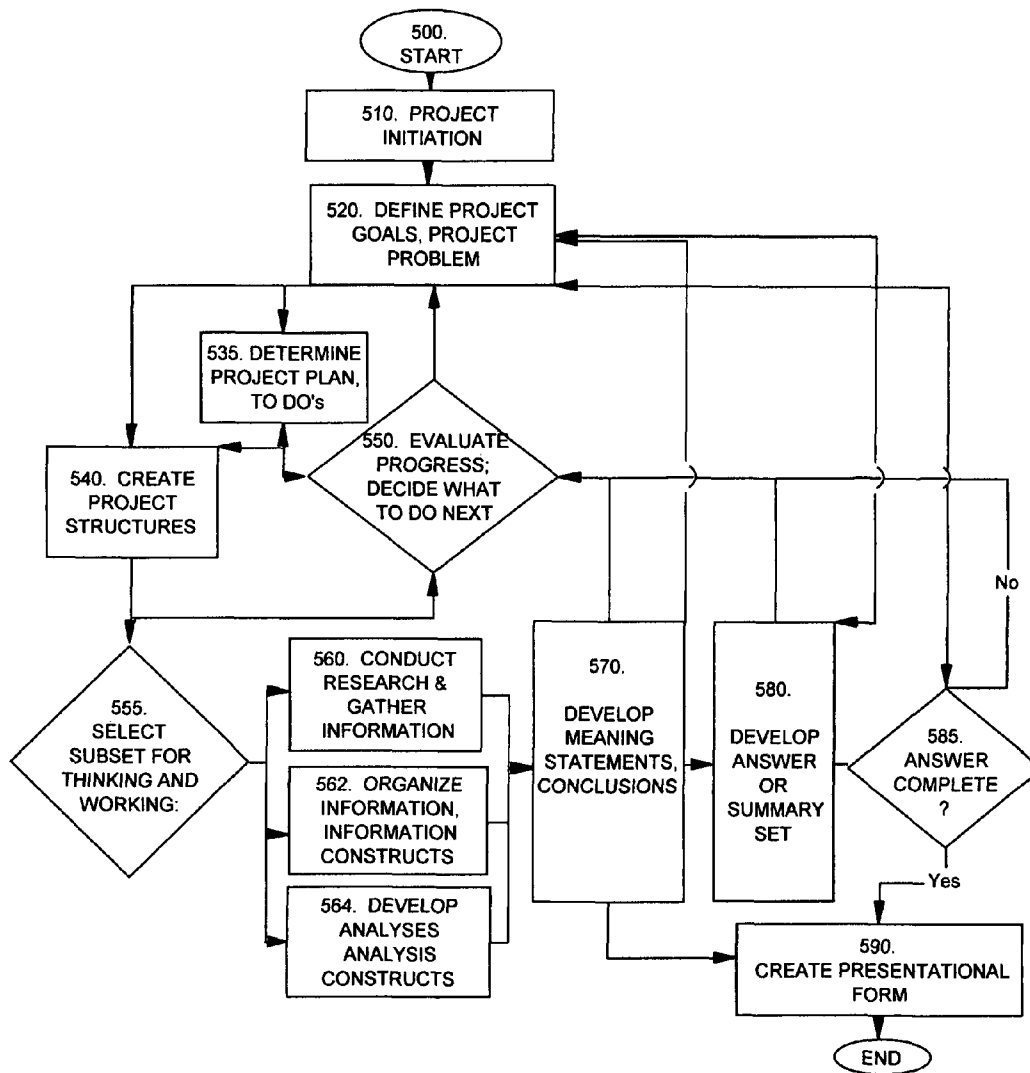 500.
START
510. PROJECT
INITIATION
520. DEFINE PROJECT
GOALS, PROJECT
PROBLEM
535. DETERMINE
PROJECT PLAN,
TO DO's
540. CREATE
PROJECT
STRUCTURES
550. EVALUATE
PROGRESS;
DECIDE WHAT
TO DO NEXT
No
555.
SELECT
SUBSET FOR
THINKING AND
WORKING:
560. CONDUCT
RESEARCH &
GATHER
INFORMATION
562. ORGANIZE
INFORMATION,
INFORMATION
CONSTRUCTS
564. DEVELOP
ANALYSES
ANALYSIS
CONSTRUCTS
570.
DEVELOP
MEANING
STATEMENTS,
CONCLUSIONS
580.
DEVELOP
ANSWER
OR
SUMMARY
SET
585.
ANSWER
COMPLETE
?
Yes
590.
CREATE PRESENTATIONAL
FORM
END